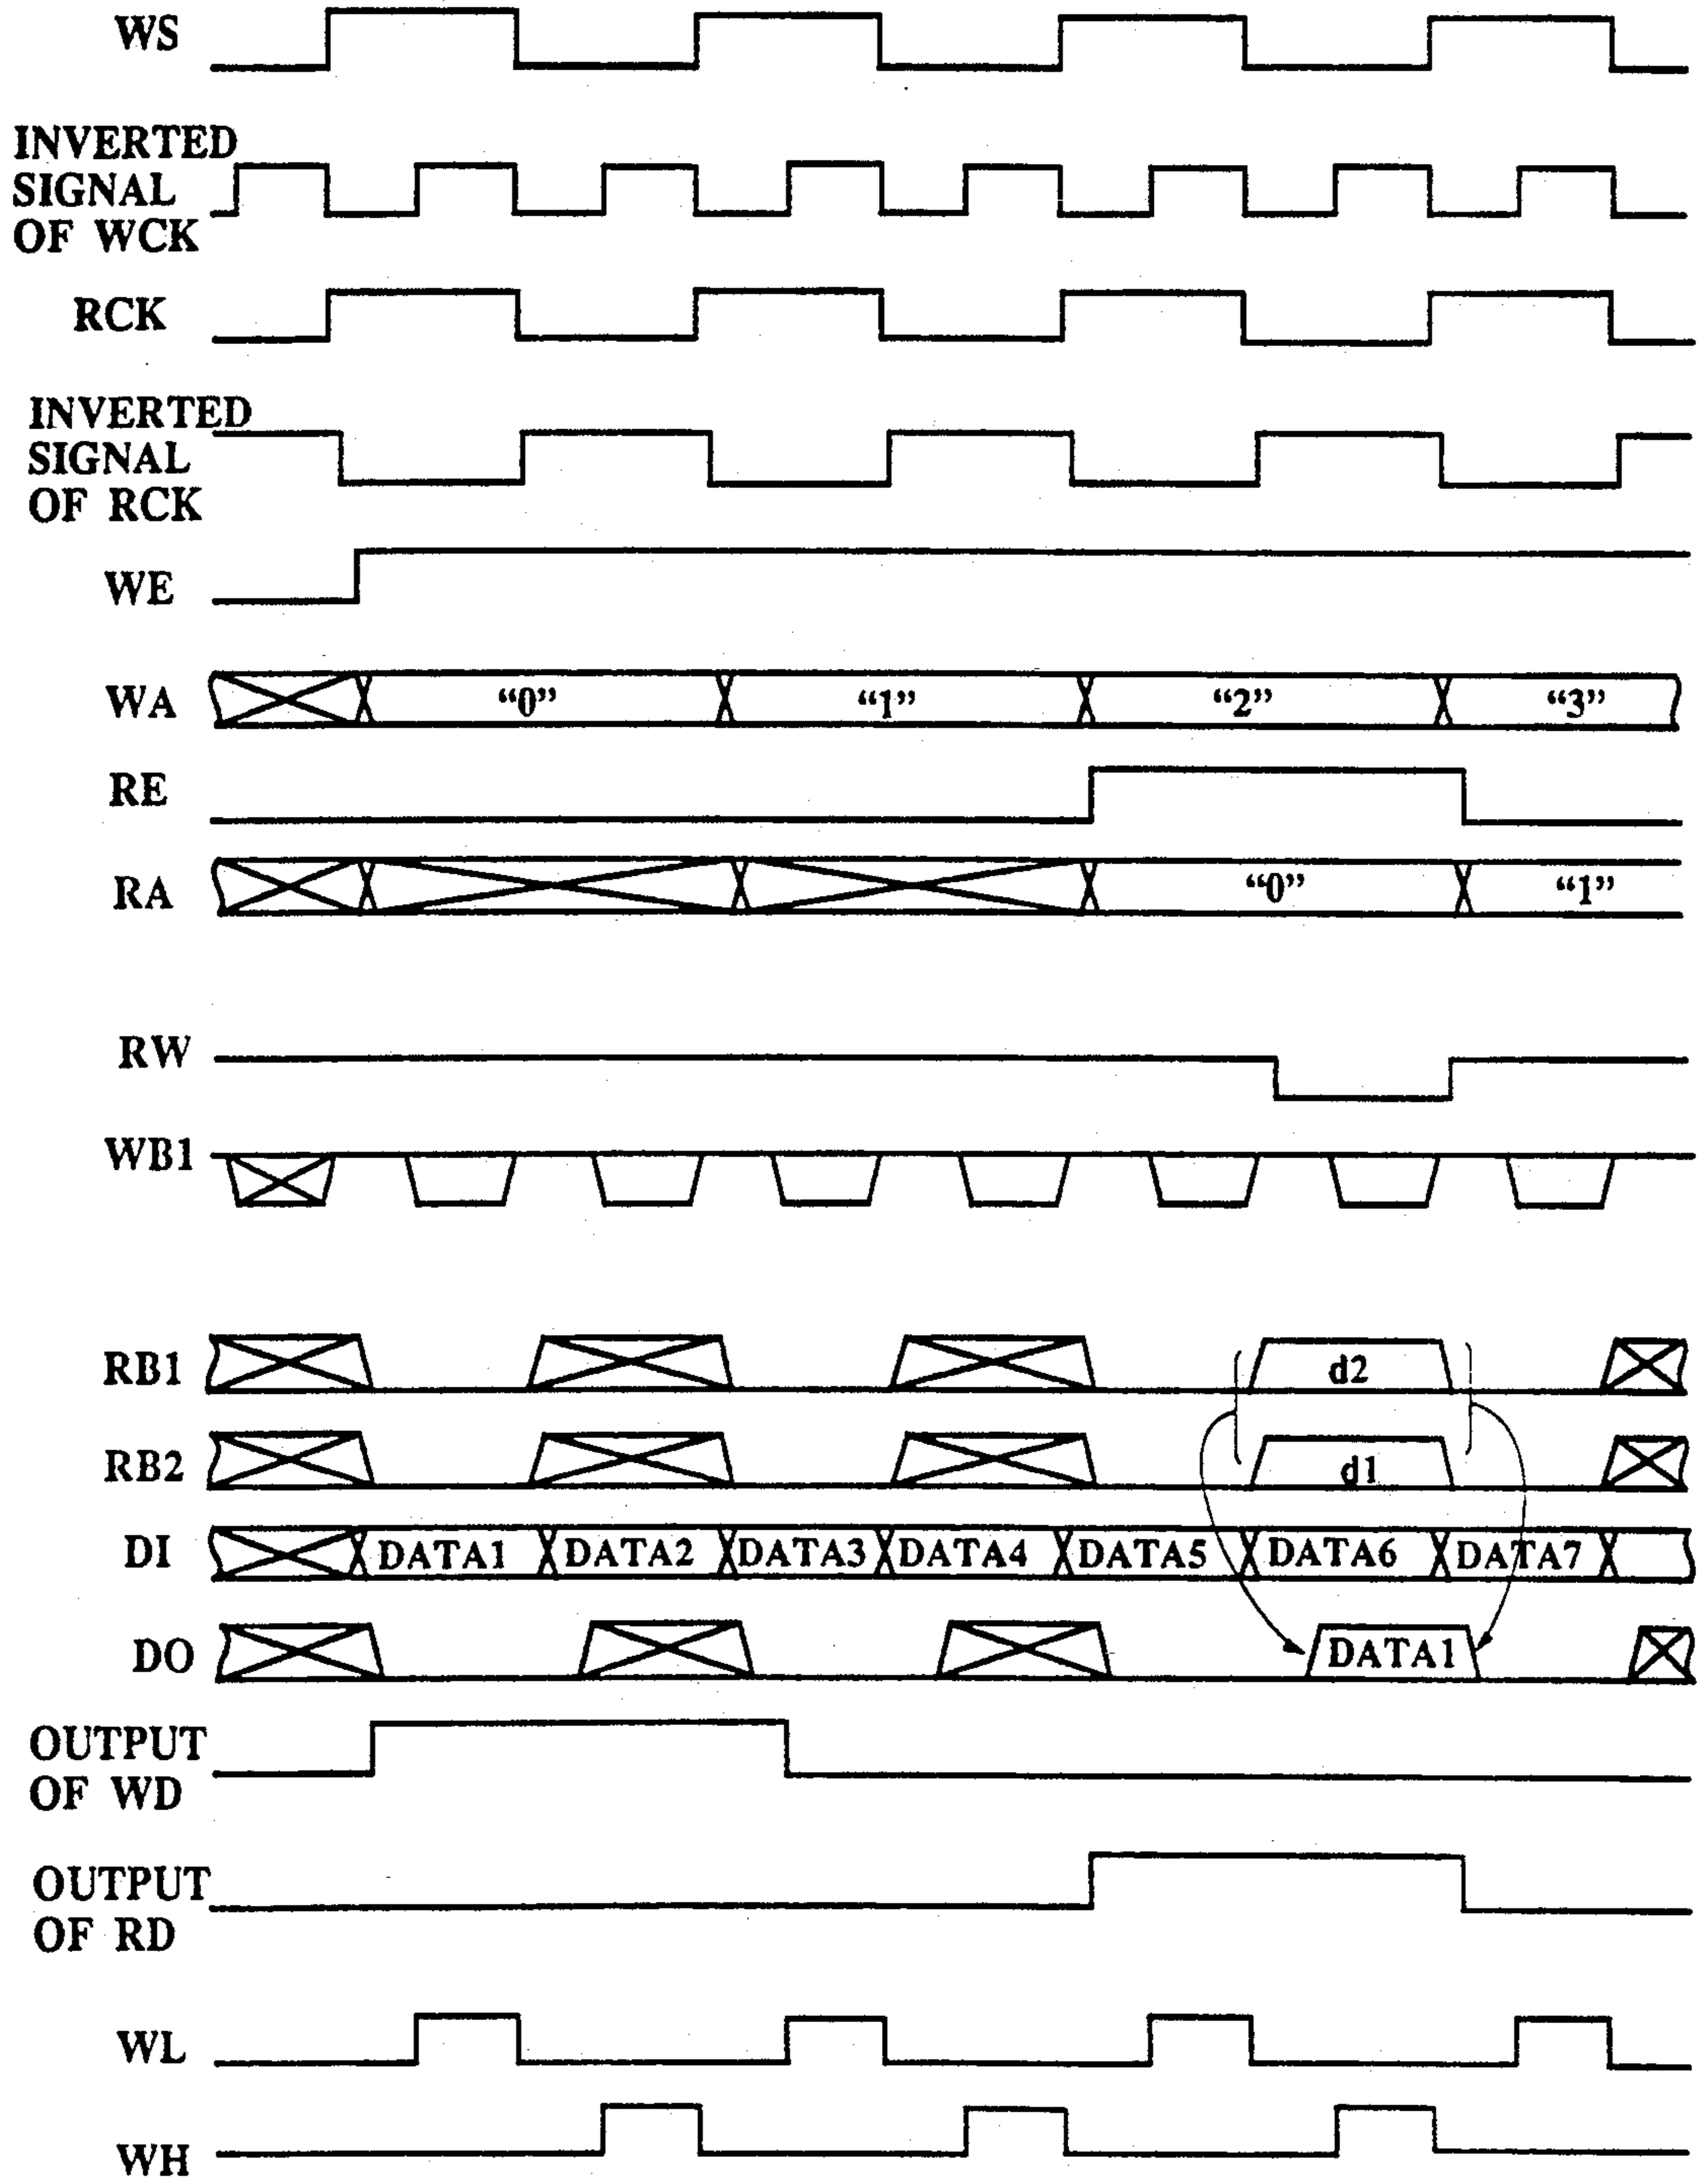 WS
INVERTED
SIGNAL
OF WCK
RCK
INVERTED
SIGNAL
OF RCK
WE
WA “0” “1” “2” “3”
RE
RA “0” “1”
RW
WB1
RB1 d2
RB2 d1
DI DATA1 DATA2 DATA3 DATA4 DATA5 DATA6 DATA7
DO DATA1
OUTPUT
OF WD
OUTPUT
OF RD
WL
WH